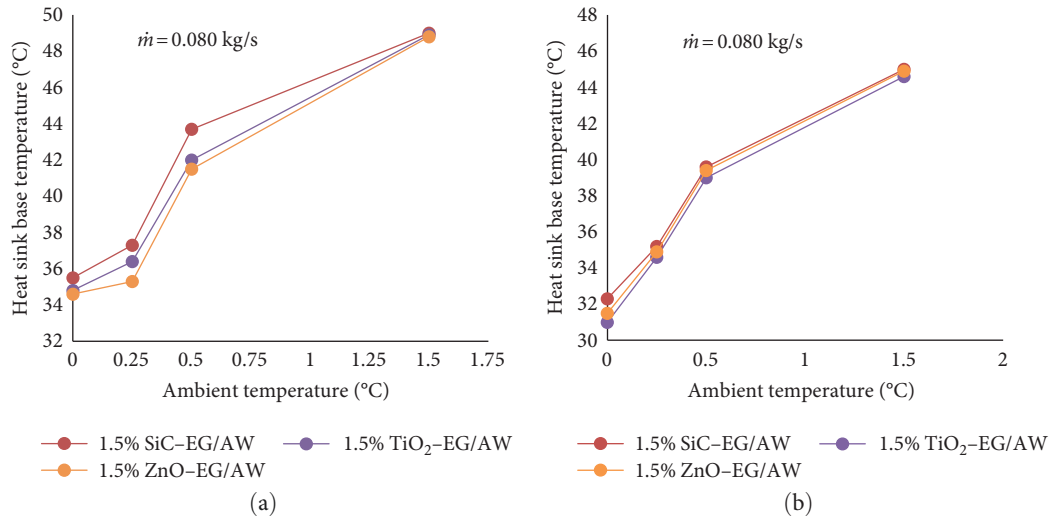 50
48
46
44
42
40
38
36
34
32
Heat sink base temperature (°C)
ṁ = 0.080 kg/s
0 0.25 0.5 0.75 1 1.25 1.5 1.75
Ambient temperature (°C)
1.5% SiC–EG/AW 1.5% TiO₂–EG/AW
1.5% ZnO–EG/AW
(a)
48
46
44
42
40
38
36
34
32
30
Heat sink base temperature (°C)
ṁ = 0.080 kg/s
0 0.5 1 1.5 2
Ambient temperature (°C)
1.5% SiC–EG/AW 1.5% TiO₂–EG/AW
1.5% ZnO–EG/AW
(b)